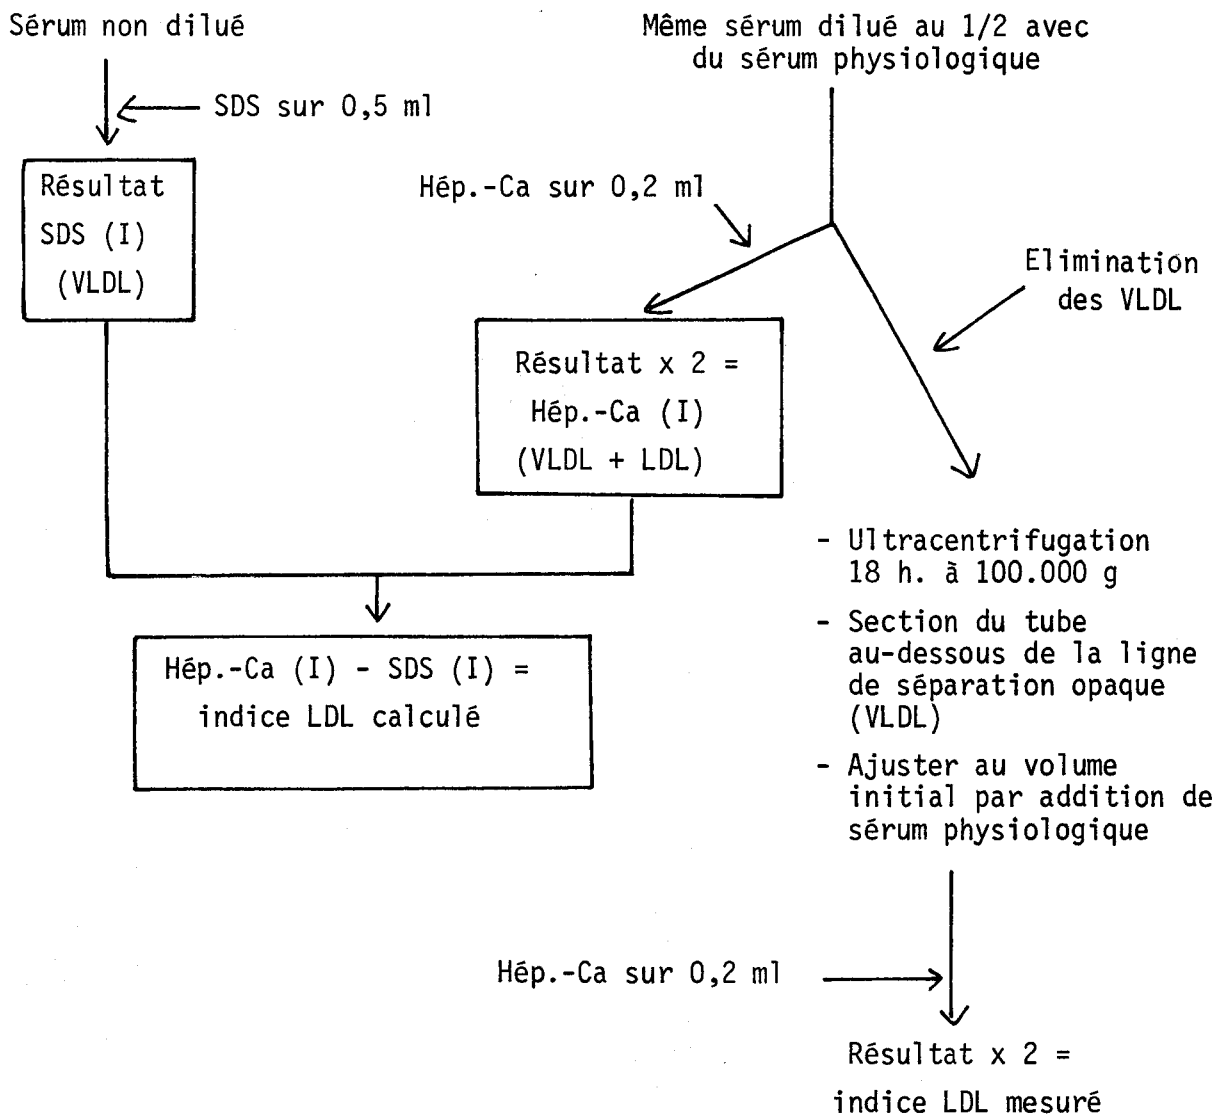 Sérum non dilué
SDS sur 0,5 ml
Résultat
SDS (I)
(VLDL)
Même sérum dilué au 1/2 avec
du sérum physiologique
Hép.-Ca sur 0,2 ml
Elimination
des VLDL
Résultat x 2 =
Hép.-Ca (I)
(VLDL + LDL)
Hép.-Ca (I) - SDS (I) =
indice LDL calculé
- Ultracentrifugation
18 h. à 100.000 g
- Section du tube
au-dessous de la ligne
de séparation opaque
(VLDL)
- Ajuster au volume
initial par addition de
sérum physiologique
Hép.-Ca sur 0,2 ml
Résultat x 2 =
indice LDL mesuré